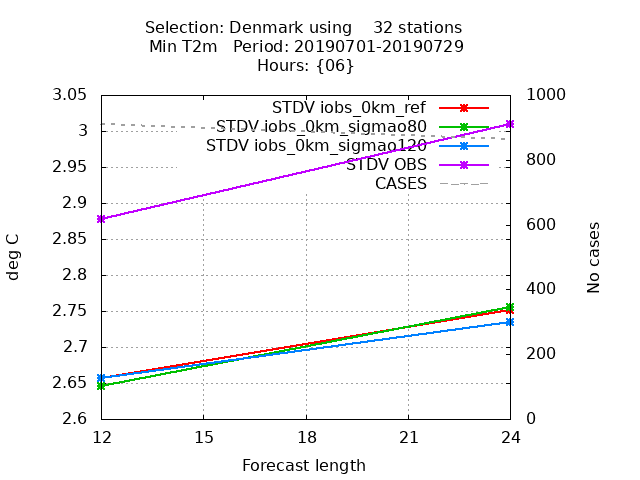 Selection: Denmark using    32 stations
Min T2m   Period: 20190701-20190729
Hours: {06}
3.05
3
2.95
2.9
2.85
2.8
2.75
2.7
2.65
2.6
1000
800
600
400
200
0
STDV iobs_0km_ref
STDV iobs_0km_sigmao80
STDV iobs_0km_sigmao120
STDV OBS
CASES
deg C
No cases
12 15 18 21 24
Forecast length